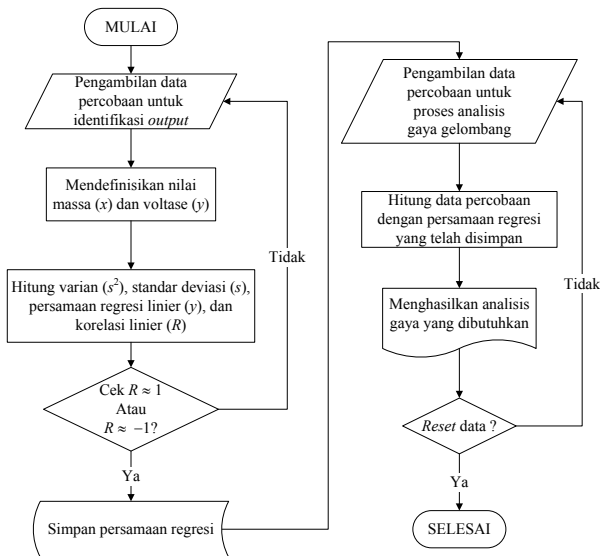 MULAI
Pengambilan data
percobaan untuk
identifikasi output
Mendefinisikan nilai
massa (x) dan voltase (y)
Hitung varian (s²), standar deviasi (s),
persamaan regresi linier (y), dan
korelasi linier (R)
Cek R ≈ 1
Atau
R ≈ −1?
Tidak
Ya
Simpan persamaan regresi
Pengambilan data
percobaan untuk
proses analisis
gaya gelombang
Hitung data percobaan
dengan persamaan regresi
yang telah disimpan
Menghasilkan analisis
gaya yang dibutuhkan
Reset data ?
Tidak
Ya
SELESAI